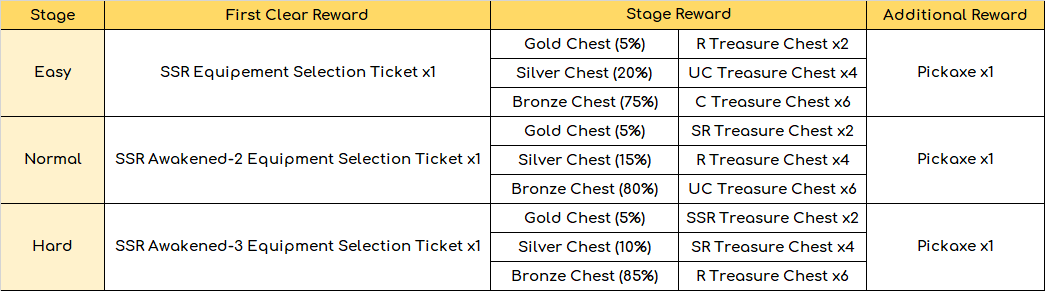 Stage First Clear Reward Stage Reward Additional Reward
Easy SSR Equipement Selection Ticket x1 Gold Chest (5%) R Treasure Chest x2 Pickaxe x1
Silver Chest (20%) UC Treasure Chest x4
Bronze Chest (75%) C Treasure Chest x6
Normal SSR Awakened-2 Equipment Selection Ticket x1 Gold Chest (5%) SR Treasure Chest x2 Pickaxe x1
Silver Chest (15%) R Treasure Chest x4
Bronze Chest (80%) UC Treasure Chest x6
Hard SSR Awakened-3 Equipment Selection Ticket x1 Gold Chest (5%) SSR Treasure Chest x2 Pickaxe x1
Silver Chest (10%) SR Treasure Chest x4
Bronze Chest (85%) R Treasure Chest x6